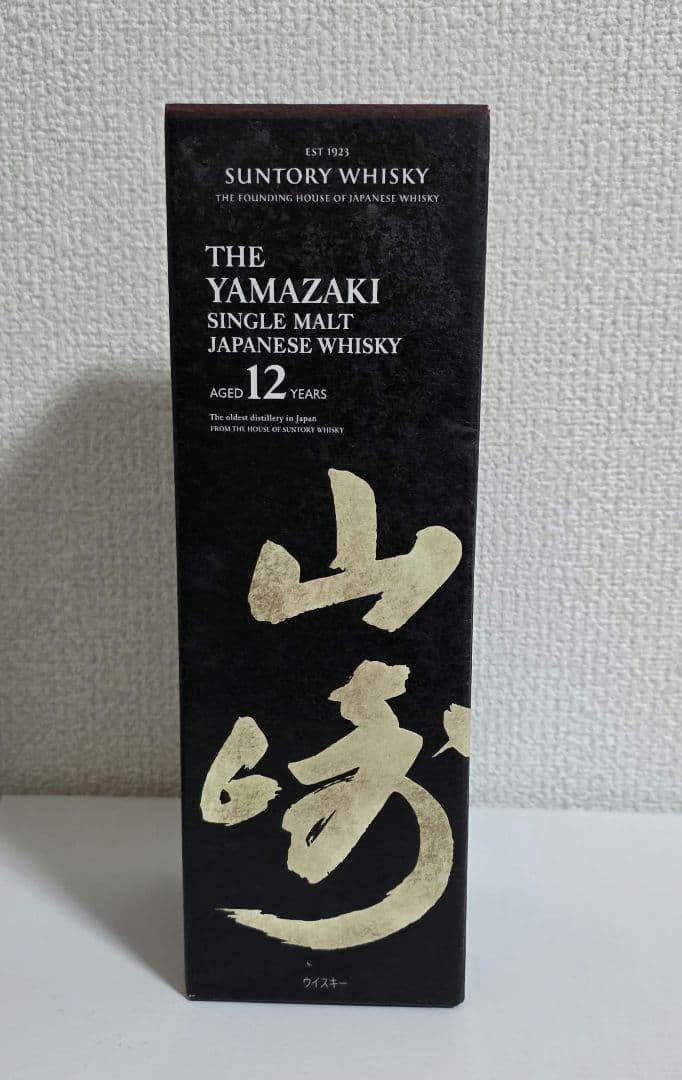 EST 1923
SUNTORY WHISKY
THE FOUNDING HOUSE OF JAPANESE WHISKY
THE
YAMAZAKI
SINGLE MALT
JAPANESE WHISKY
AGED 12 YEARS
The oldest distillery in Japan
FROM THE HOUSE OF SUNTORY WHISKY
山
崎
ウイスキー